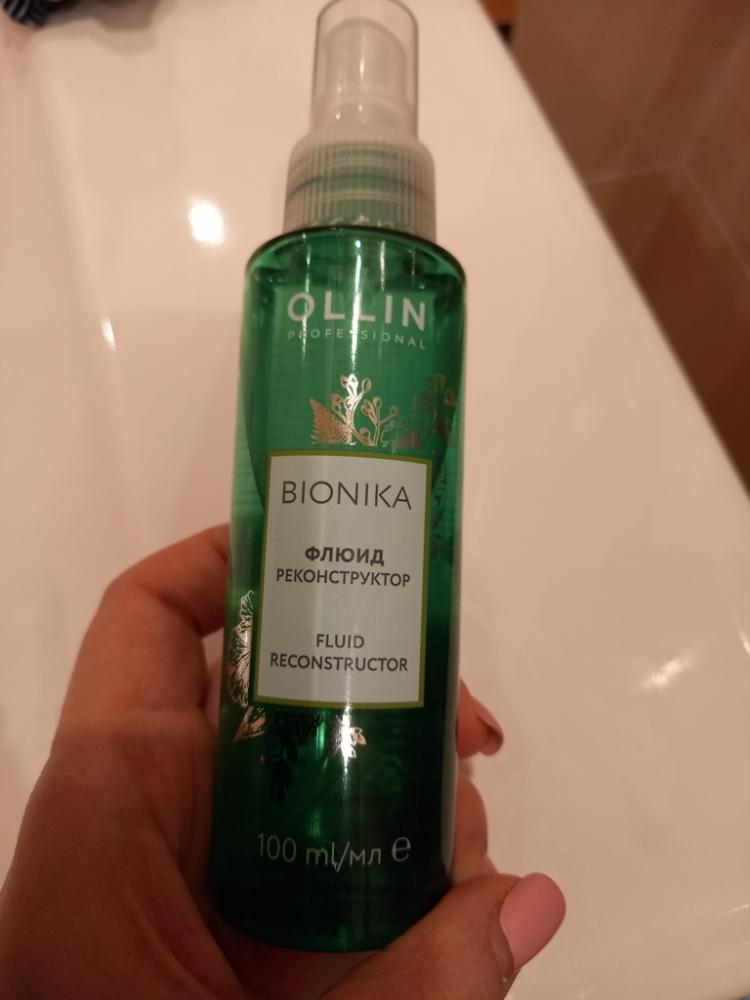 OLLIN
PROFESSIONAL
BIONIKA
ФЛЮИД
РЕКОНСТРУКТОР
FLUID
RECONSTRUCTOR
100 ml/мл e